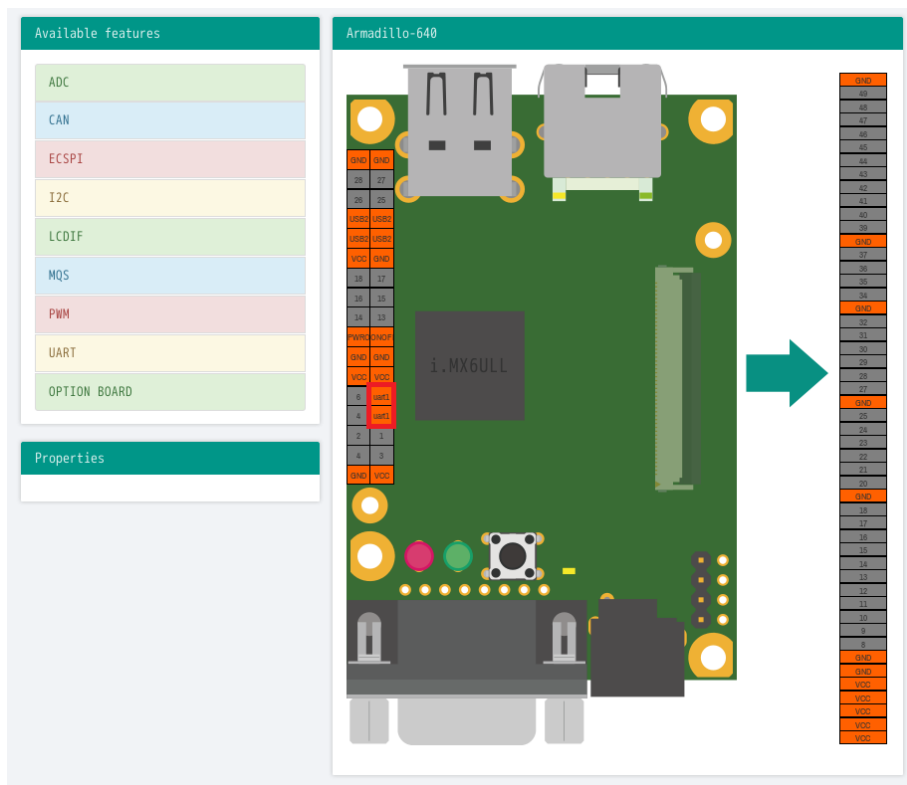 Available features
ADC
CAN
ECSPI
I2C
LCDIF
MQS
PWM
UART
OPTION BOARD
Properties
Armadillo-640
GND GND
28 27
26 25
USB2 USB2
USB2 USB2
VCC GND
18 17
16 15
14 13
PWRO ONOF
GND GND
VCC VCC
6 uart1
4 uart1
2 1
4 3
GND VCC
i.MX6ULL
GND
49
48
47
46
45
44
43
42
41
40
39
GND
37
36
35
34
GND
32
31
30
29
28
27
GND
25
24
23
22
21
20
GND
18
17
16
15
14
13
12
11
10
9
8
GND
GND
VCC
VCC
VCC
VCC
VCC